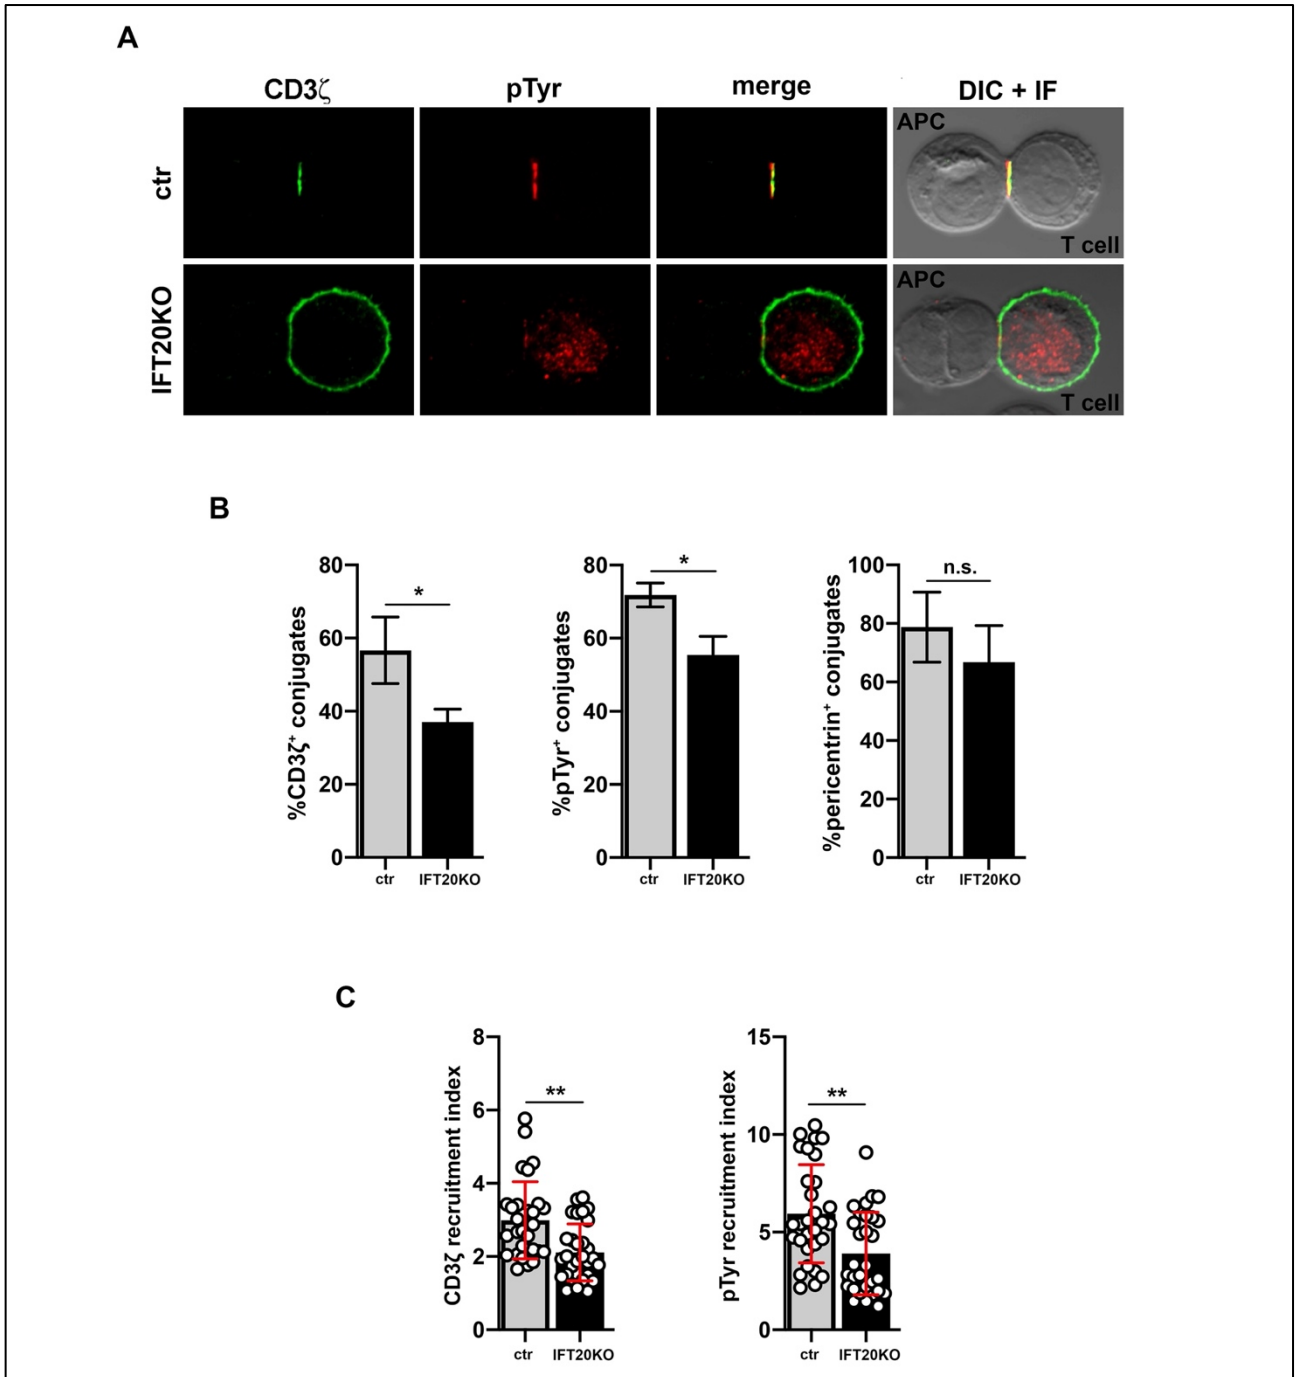 A
CD3ζ pTyr merge DIC + IF
ctr
APC
T cell
IFT20KO
APC
T cell
B
%CD3ζ⁺ conjugates
80
60
40
20
0
*
ctr IFT20KO
%pTyr⁺ conjugates
80
60
40
20
0
*
ctr IFT20KO
%pericentrin⁺ conjugates
100
80
60
40
20
0
n.s.
ctr IFT20KO
C
CD3ζ recruitment index
8
6
4
2
0
**
ctr IFT20KO
pTyr recruitment index
15
10
5
0
**
ctr IFT20KO